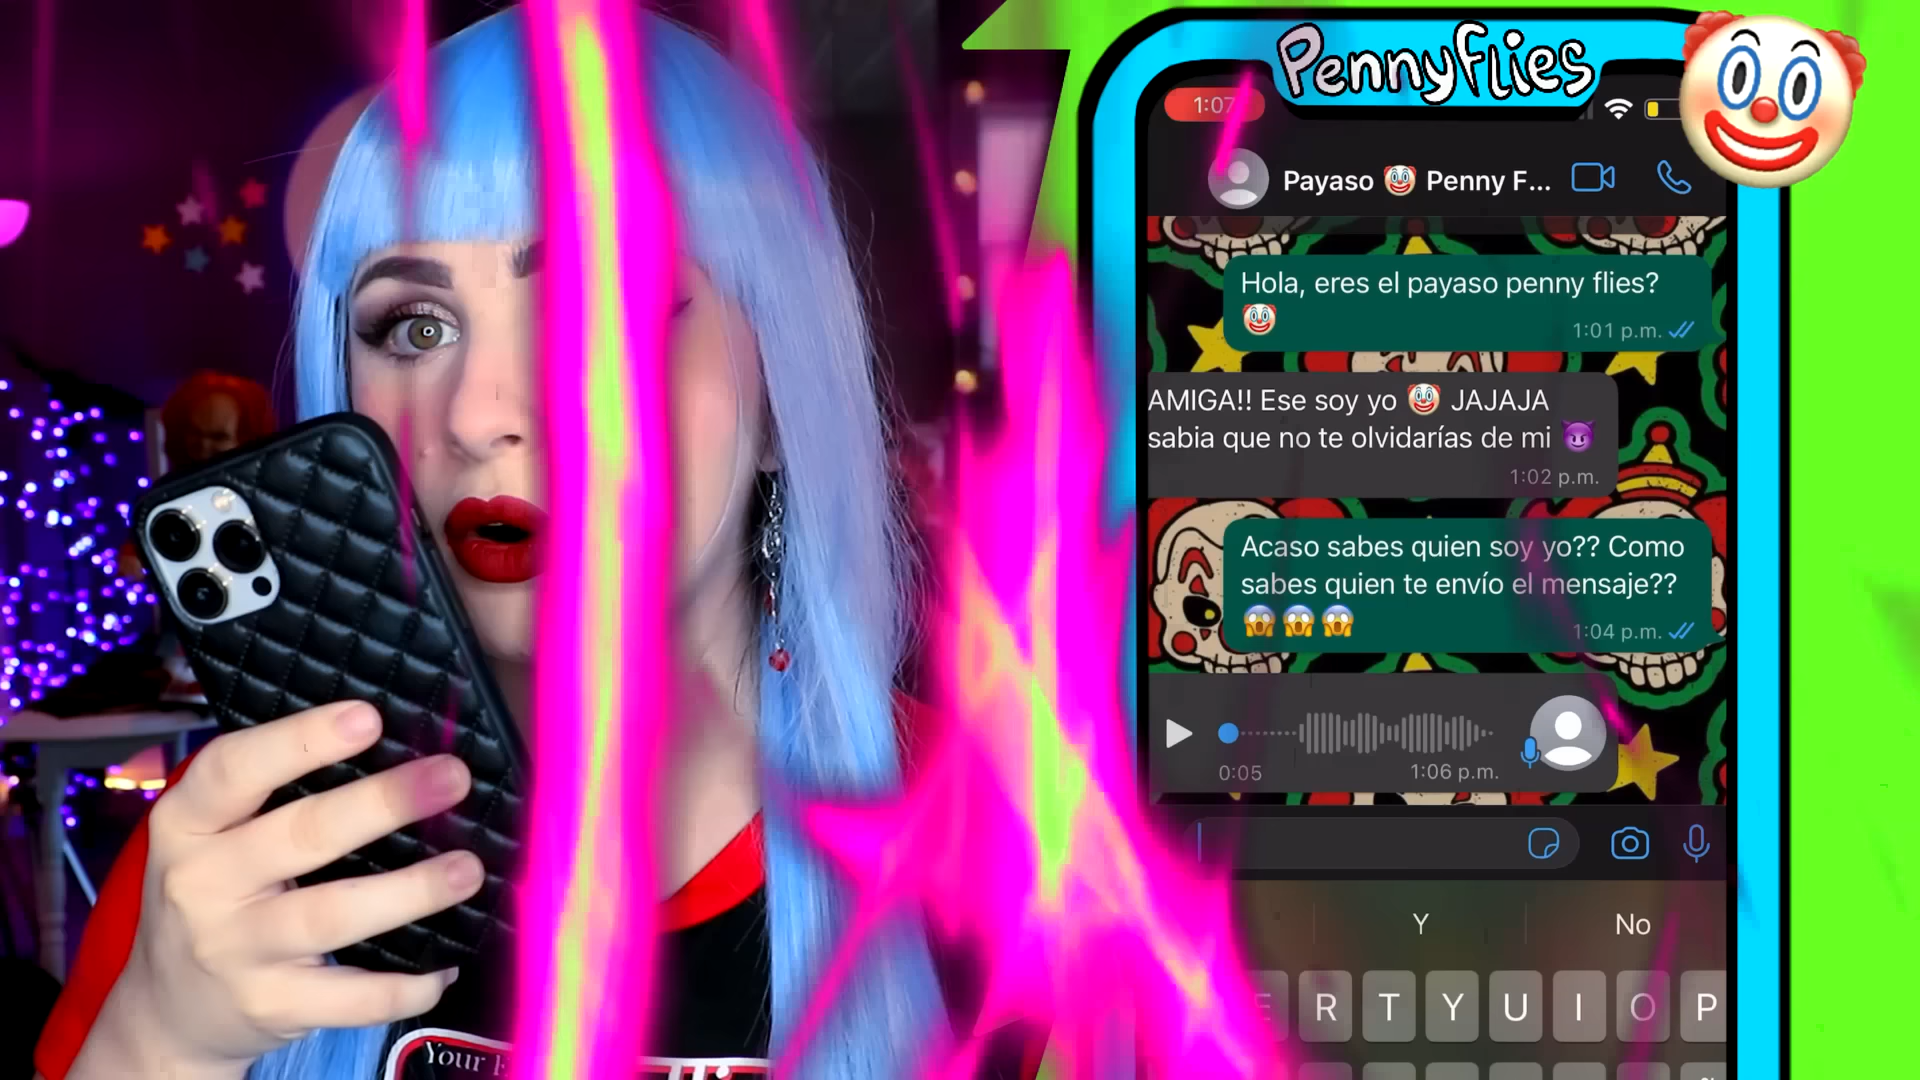 PennyFlies
1:07
Payaso 🤡 Penny F...
Hola, eres el payaso penny flies?
🤡
1:01 p.m.
AMIGA!! Ese soy yo 🤡 JAJAJA
sabia que no te olvidarías de mi 😈
1:02 p.m.
Acaso sabes quien soy yo?? Como
sabes quien te envío el mensaje??
😱😱😱
1:04 p.m.
0:05
1:06 p.m.
Y
No
E R T Y U I O P
Your